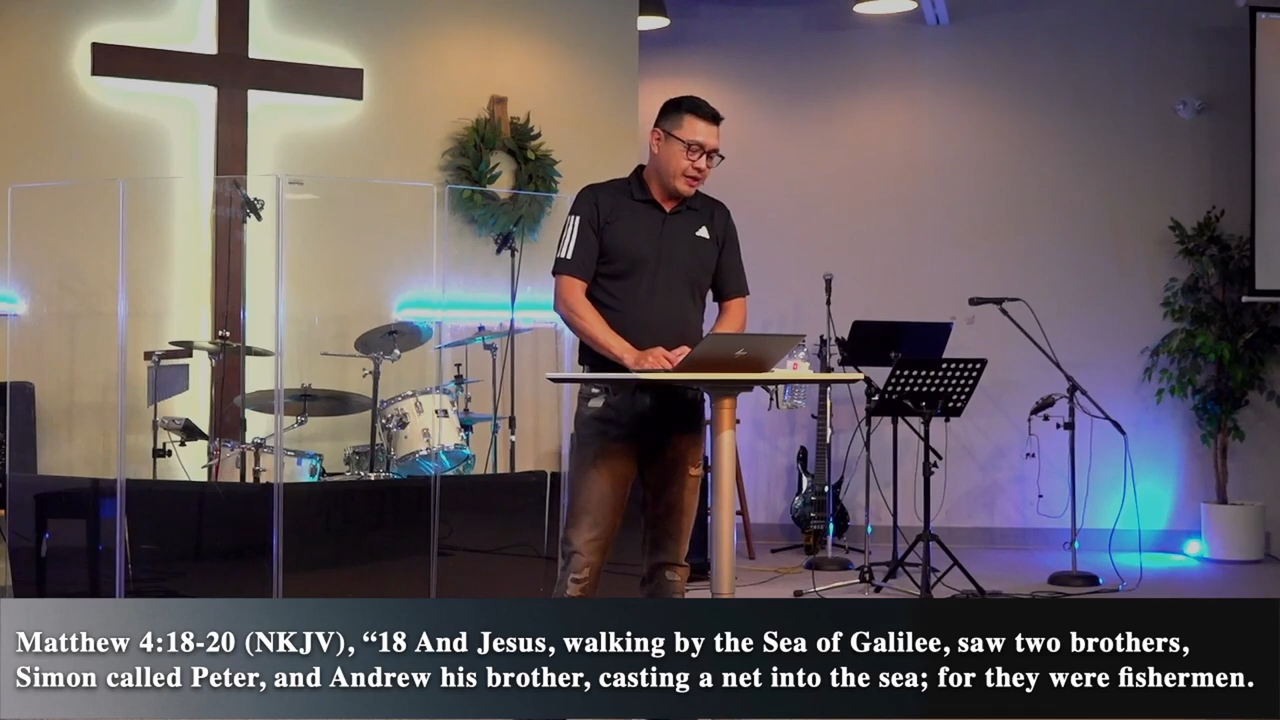 Matthew 4:18-20 (NKJV), “18 And Jesus, walking by the Sea of Galilee, saw two brothers,
Simon called Peter, and Andrew his brother, casting a net into the sea; for they were fishermen.